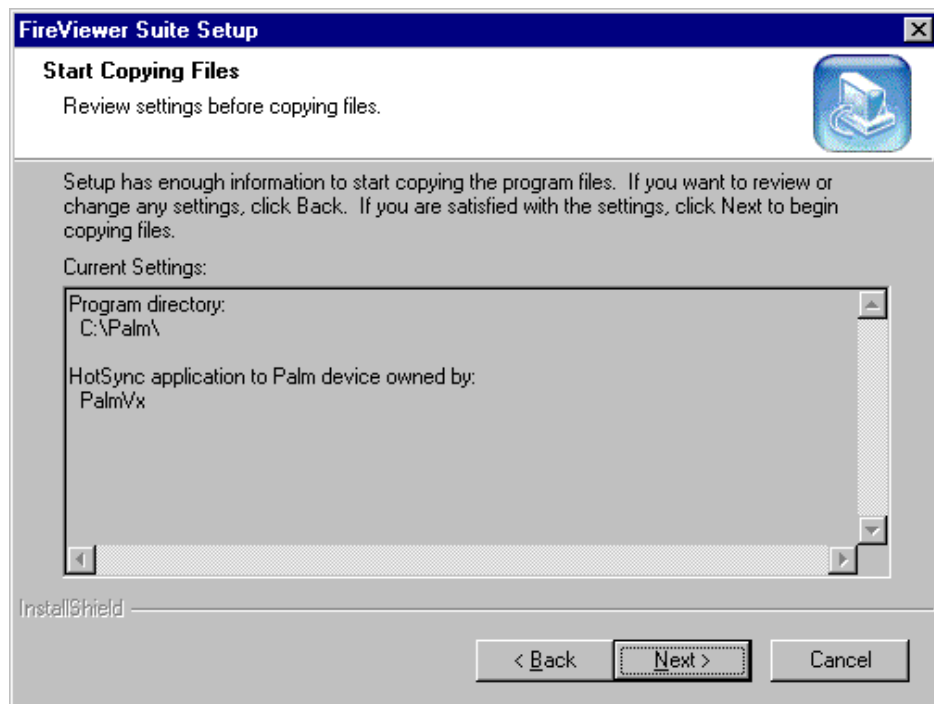 FireViewer Suite Setup
Start Copying Files
Review settings before copying files.
Setup has enough information to start copying the program files.  If you want to review or
change any settings, click Back.  If you are satisfied with the settings, click Next to begin
copying files.
Current Settings:
Program directory:
C:\Palm\
HotSync application to Palm device owned by:
PalmVx
InstallShield
< Back
Next >
Cancel